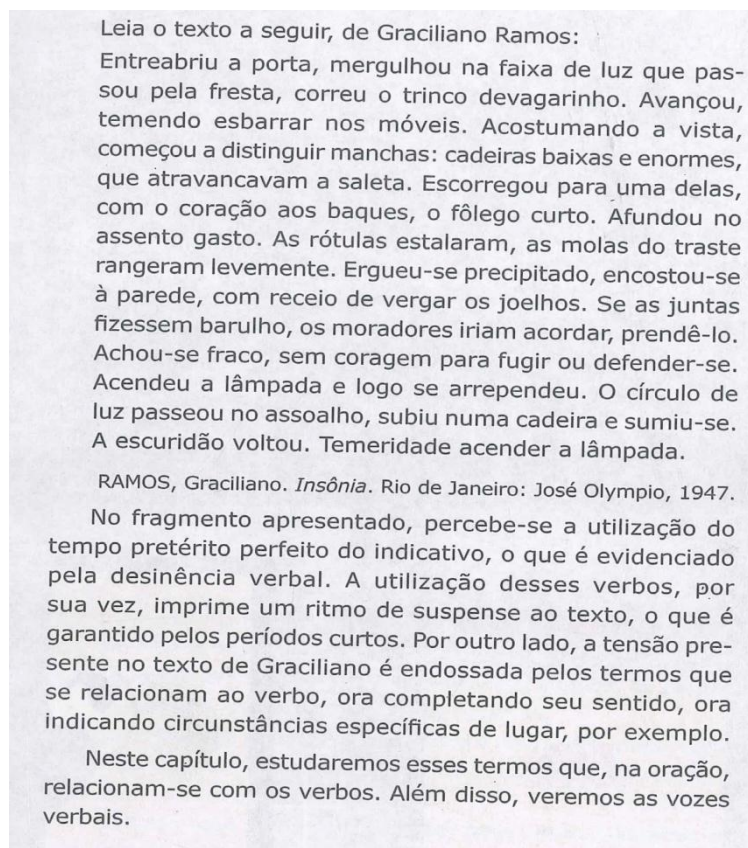 Leia o texto a seguir, de Graciliano Ramos:
Entreabriu a porta, mergulhou na faixa de luz que pas-
sou pela fresta, correu o trinco devagarinho. Avançou,
temendo esbarrar nos móveis. Acostumando a vista,
começou a distinguir manchas: cadeiras baixas e enormes,
que atravancavam a saleta. Escorregou para uma delas,
com o coração aos baques, o fôlego curto. Afundou no
assento gasto. As rótulas estalaram, as molas do traste
rangeram levemente. Ergueu-se precipitado, encostou-se
à parede, com receio de vergar os joelhos. Se as juntas
fizessem barulho, os moradores iriam acordar, prendê-lo.
Achou-se fraco, sem coragem para fugir ou defender-se.
Acendeu a lâmpada e logo se arrependeu. O círculo de
luz passeou no assoalho, subiu numa cadeira e sumiu-se.
A escuridão voltou. Temeridade acender a lâmpada.
RAMOS, Graciliano. Insônia. Rio de Janeiro: José Olympio, 1947.
No fragmento apresentado, percebe-se a utilização do
tempo pretérito perfeito do indicativo, o que é evidenciado
pela desinência verbal. A utilização desses verbos, por
sua vez, imprime um ritmo de suspense ao texto, o que é
garantido pelos períodos curtos. Por outro lado, a tensão pre-
sente no texto de Graciliano é endossada pelos termos que
se relacionam ao verbo, ora completando seu sentido, ora
indicando circunstâncias específicas de lugar, por exemplo.
Neste capítulo, estudaremos esses termos que, na oração,
relacionam-se com os verbos. Além disso, veremos as vozes
verbais.